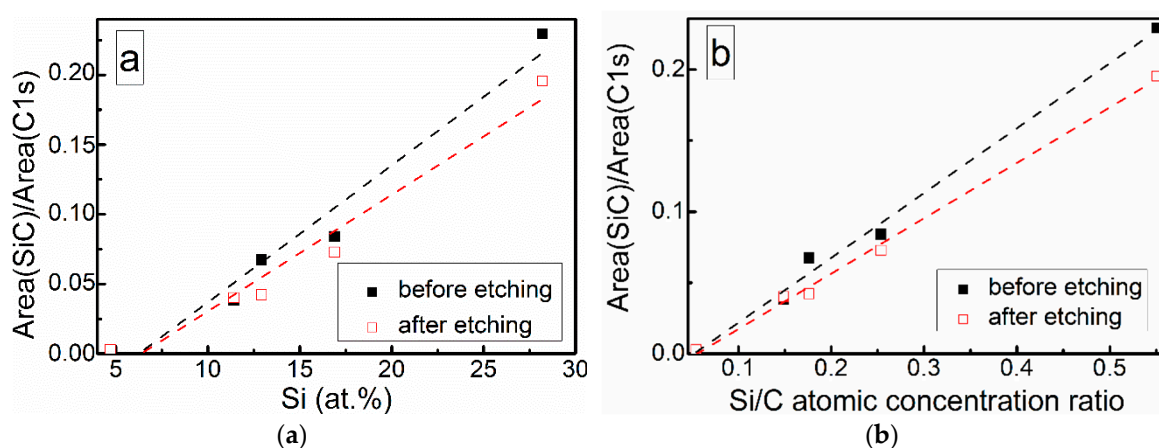 a
Area(SiC)/Area(C1s)
0.20
0.15
0.10
0.05
0.00
5
10
15
20
25
30
before etching
after etching
Si (at.%)
(a)
b
Area(SiC)/Area(C1s)
0.2
0.1
0
0.1
0.2
0.3
0.4
0.5
before etching
after etching
Si/C atomic concentration ratio
(b)